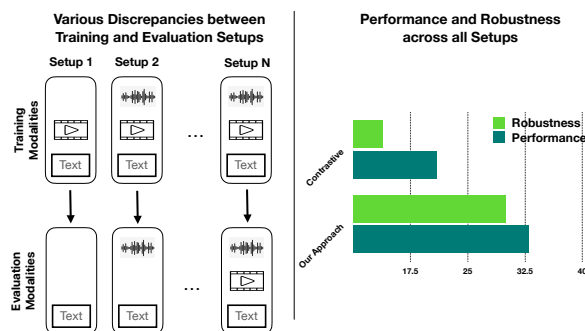 Various Discrepancies between
Training and Evaluation Setups
Setup 1
Setup 2
Setup N
Training
Modalities
...
Text
Text
Text
Evaluation
Modalities
...
Text
Text
Text
Performance and Robustness
across all Setups
Robustness
Performance
Contrastive
Our Approach
17.5
25
32.5
40